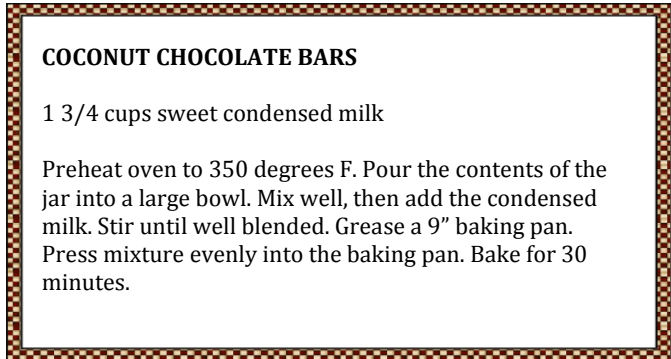 COCONUT CHOCOLATE BARS
1 3/4 cups sweet condensed milk
Preheat oven to 350 degrees F. Pour the contents of the
jar into a large bowl. Mix well, then add the condensed
milk. Stir until well blended. Grease a 9” baking pan.
Press mixture evenly into the baking pan. Bake for 30
minutes.